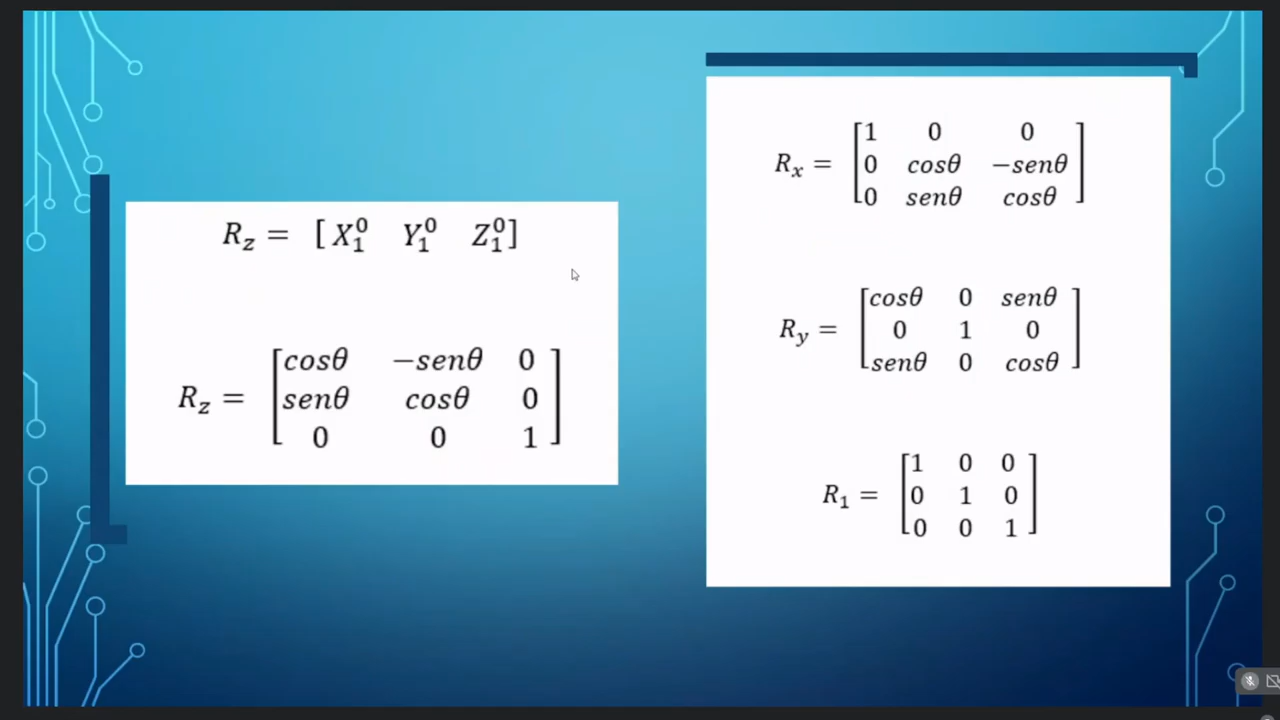 R_z = [ X_1^0 Y_1^0 Z_1^0 ]
R_z = [ cosθ −senθ 0
senθ cosθ 0
0 0 1 ]
R_x = [ 1 0 0
0 cosθ −senθ
0 senθ cosθ ]
R_y = [ cosθ 0 senθ
0 1 0
senθ 0 cosθ ]
R_1 = [ 1 0 0
0 1 0
0 0 1 ]